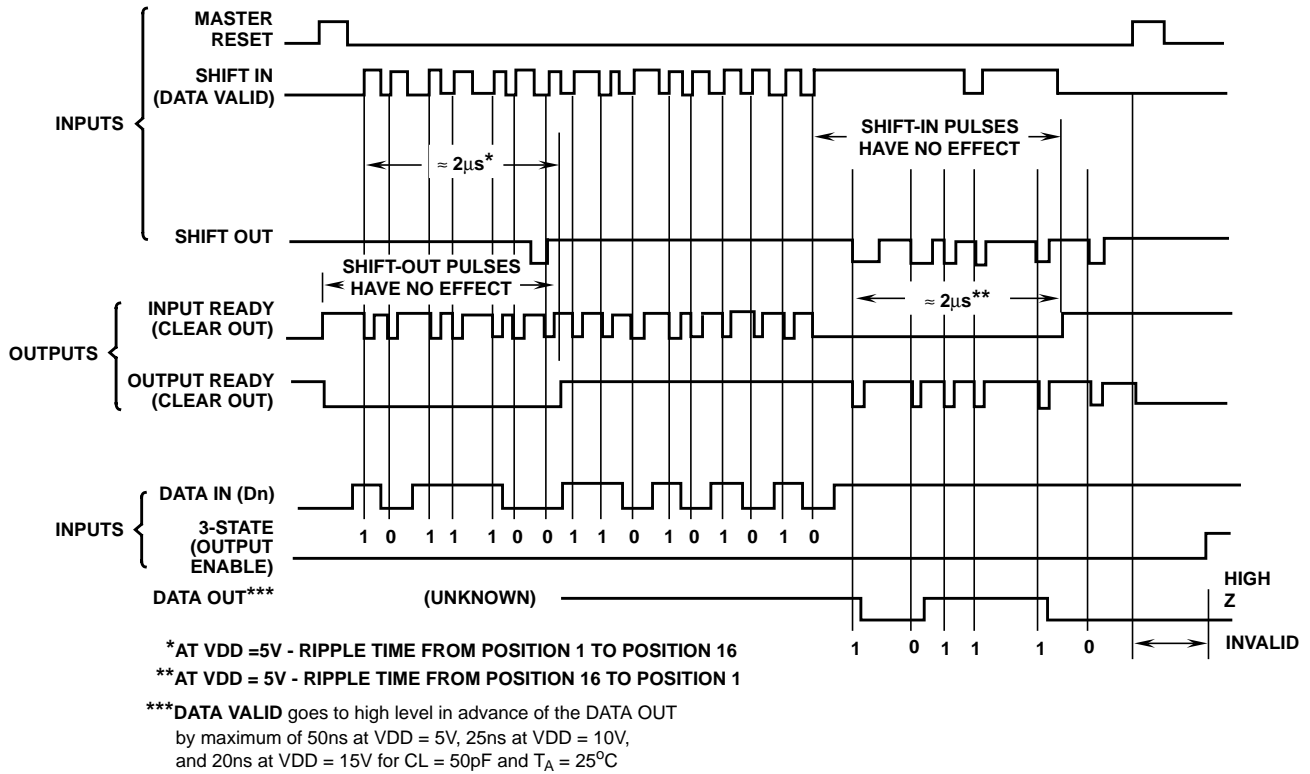 MASTER
RESET
SHIFT IN
(DATA VALID)
INPUTS
SHIFT-IN PULSES
HAVE NO EFFECT
≈ 2μs*
SHIFT OUT
SHIFT-OUT PULSES
HAVE NO EFFECT
≈ 2μs**
INPUT READY
(CLEAR OUT)
OUTPUTS
OUTPUT READY
(CLEAR OUT)
DATA IN (Dn)
INPUTS
3-STATE
(OUTPUT
ENABLE)
1 0 1 1 1 0 0 1 1 0 1 0 1 0 1 0
DATA OUT***
(UNKNOWN)
HIGH
Z
1 0 1 1 1 0
INVALID
*AT VDD =5V - RIPPLE TIME FROM POSITION 1 TO POSITION 16
**AT VDD = 5V - RIPPLE TIME FROM POSITION 16 TO POSITION 1
***DATA VALID goes to high level in advance of the DATA OUT
by maximum of 50ns at VDD = 5V, 25ns at VDD = 10V,
and 20ns at VDD = 15V for CL = 50pF and TA = 25oC